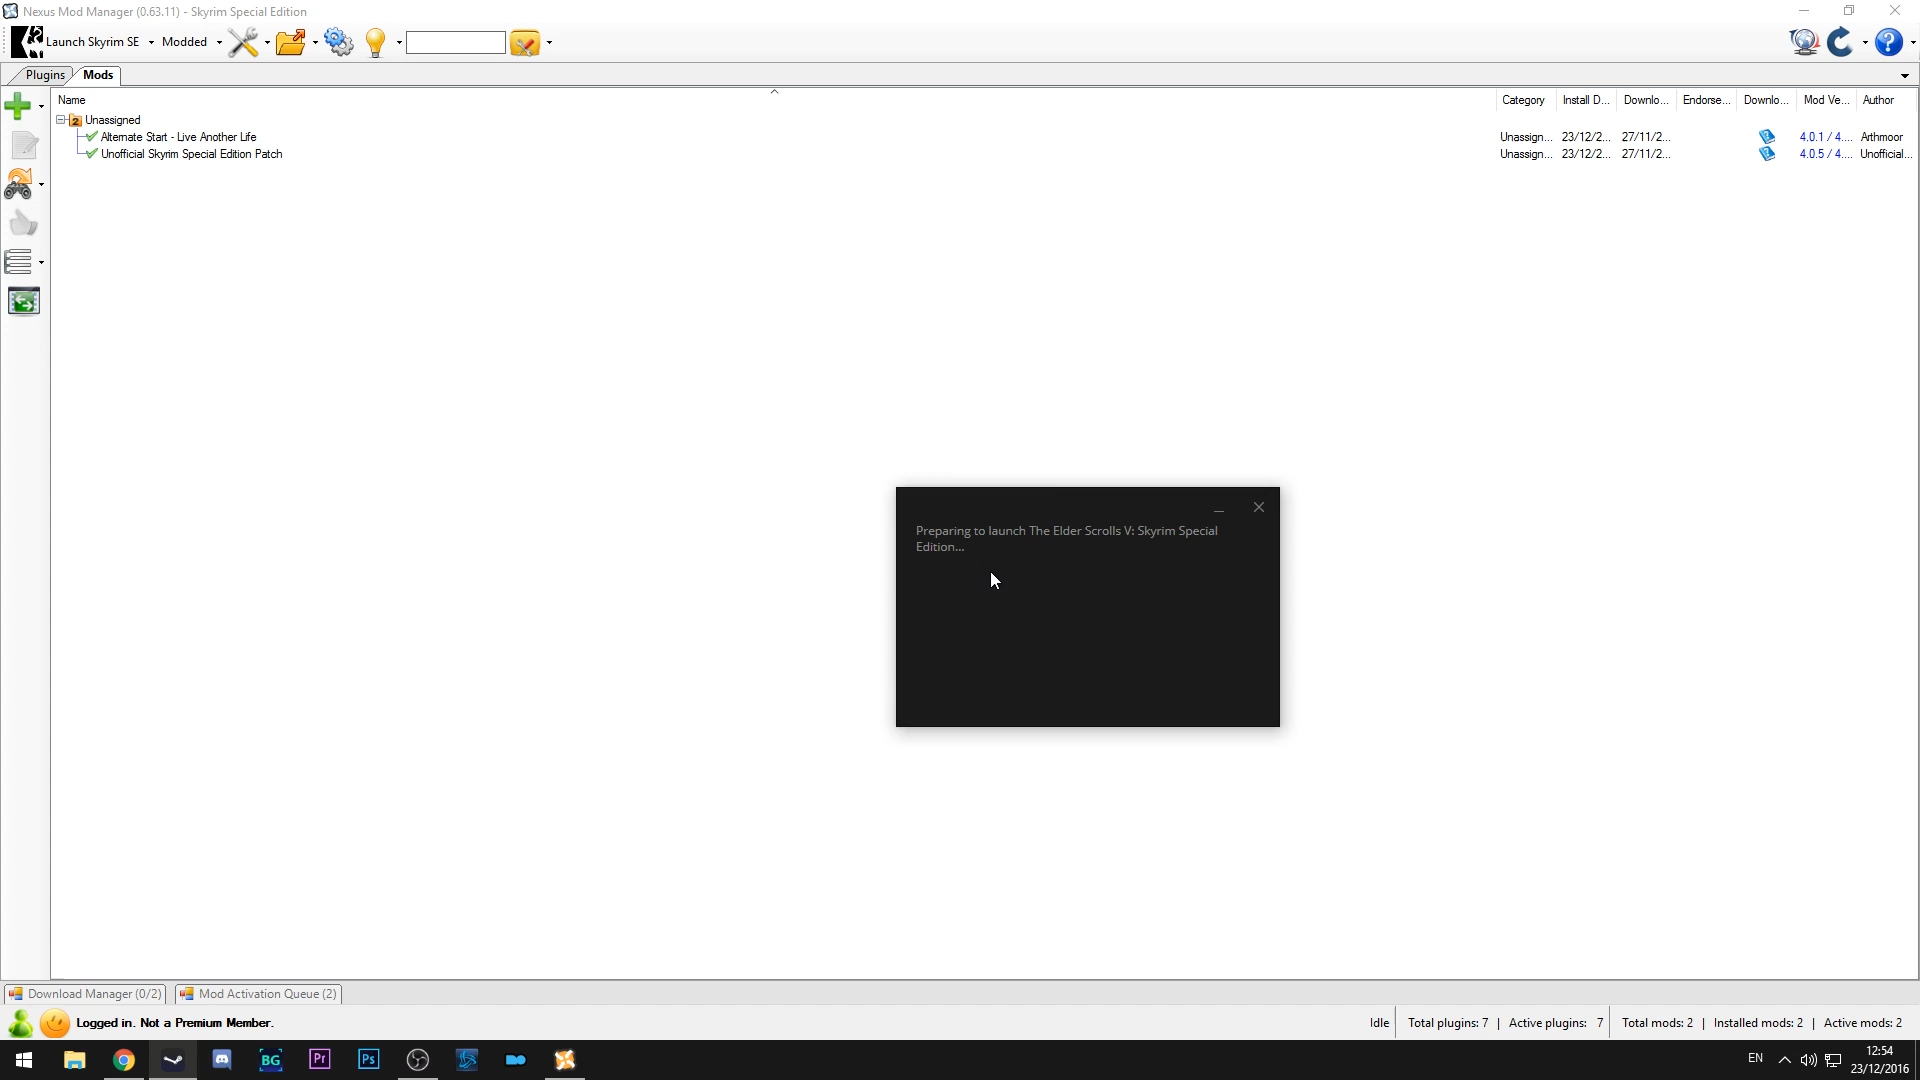 Nexus Mod Manager (0.63.11) - Skyrim Special Edition
Launch Skyrim SE Modded
Plugins Mods
Name Category Install D... Downlo... Endorse... Downlo... Mod Ve... Author
2 Unassigned
Alternate Start - Live Another Life Unassign... 23/12/2... 27/11/2... 4.0.1 / 4.... Arthmoor
Unofficial Skyrim Special Edition Patch Unassign... 23/12/2... 27/11/2... 4.0.5 / 4.... Unofficial...
Preparing to launch The Elder Scrolls V: Skyrim Special
Edition...
Download Manager (0/2) Mod Activation Queue (2)
Logged in. Not a Premium Member. Idle Total plugins: 7 | Active plugins: 7 Total mods: 2 | Installed mods: 2 | Active mods: 2
BG Pr Ps EN 12:54
23/12/2016